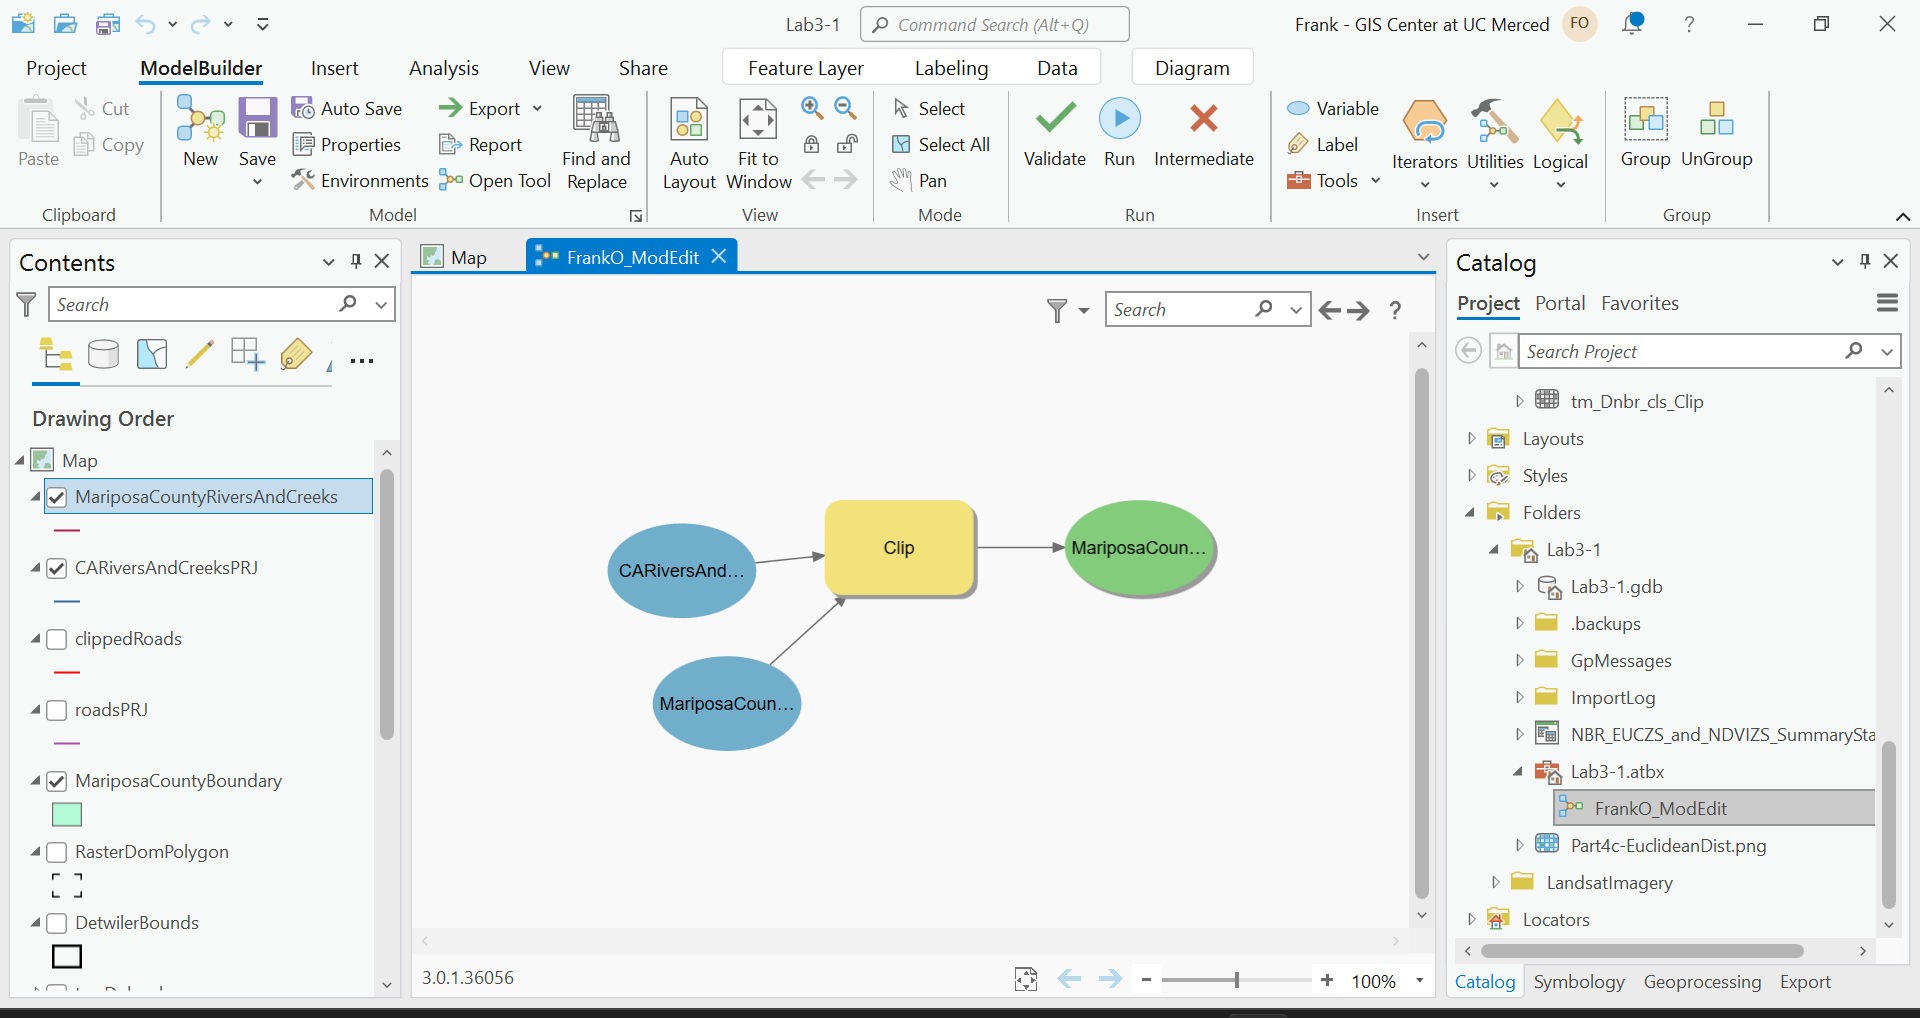 Lab3-1
Command Search (Alt+Q)
Frank - GIS Center at UC Merced
FO
?
Project
ModelBuilder
Insert
Analysis
View
Share
Feature Layer
Labeling
Data
Diagram
Paste
Cut
Copy
Clipboard
New
Save
Auto Save
Properties
Environments
Export
Report
Open Tool
Find and
Replace
Model
Auto
Layout
Fit to
Window
View
Select
Select All
Pan
Mode
Validate
Run
Intermediate
Run
Variable
Label
Tools
Iterators
Utilities
Logical
Insert
Group
UnGroup
Group
Contents
Search
Drawing Order
Map
MariposaCountyRiversAndCreeks
CARiversAndCreeksPRJ
clippedRoads
roadsPRJ
MariposaCountyBoundary
RasterDomPolygon
DetwilerBounds
Map
FrankO_ModEdit
Search
?
CARiversAnd...
Clip
MariposaCoun...
MariposaCoun...
3.0.1.36056
- + 100%
Catalog
Project
Portal
Favorites
Search Project
tm_Dnbr_cls_Clip
Layouts
Styles
Folders
Lab3-1
Lab3-1.gdb
.backups
GpMessages
ImportLog
NBR_EUCZS_and_NDVIZS_SummarySta
Lab3-1.atbx
FrankO_ModEdit
Part4c-EuclideanDist.png
LandsatImagery
Locators
Catalog
Symbology
Geoprocessing
Export